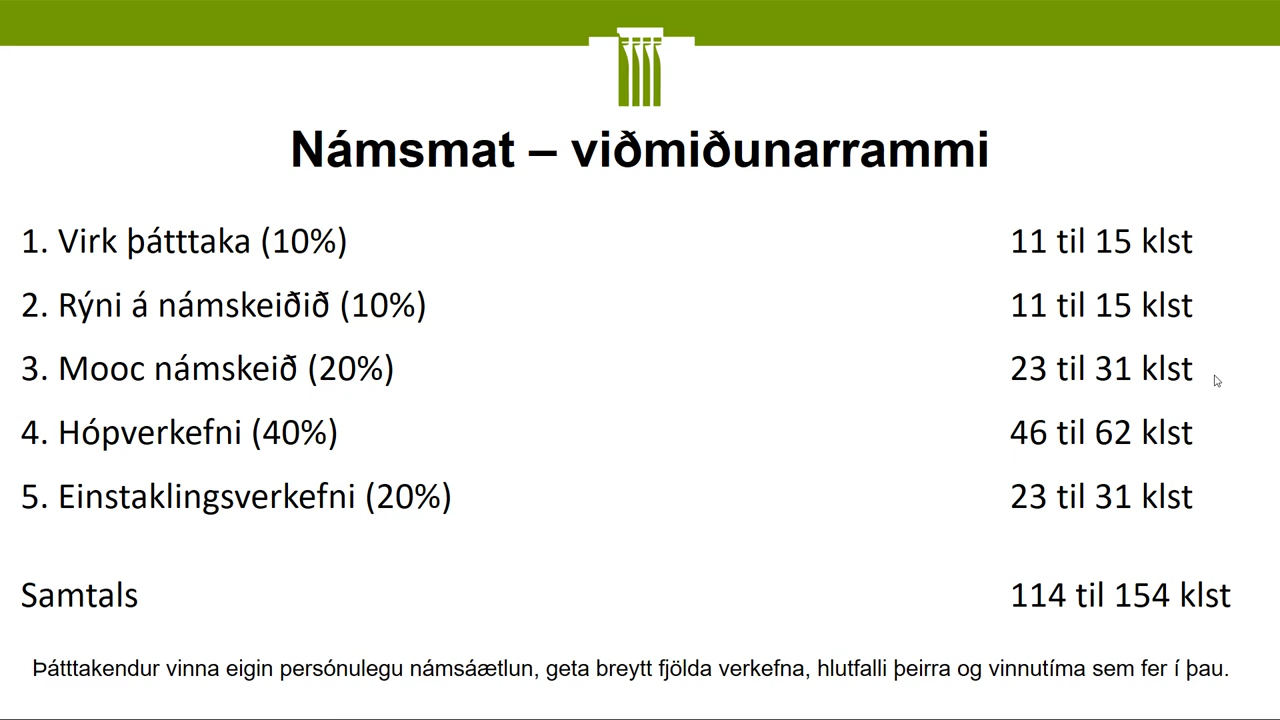 Námsmat – viðmiðunarrammi
1. Virk þátttaka (10%) 11 til 15 klst
2. Rýni á námskeiðið (10%) 11 til 15 klst
3. Mooc námskeið (20%) 23 til 31 klst
4. Hópverkefni (40%) 46 til 62 klst
5. Einstaklingsverkefni (20%) 23 til 31 klst
Samtals 114 til 154 klst
Þátttakendur vinna eigin persónulegu námsáætlun, geta breytt fjölda verkefna, hlutfalli þeirra og vinnutíma sem fer í þau.